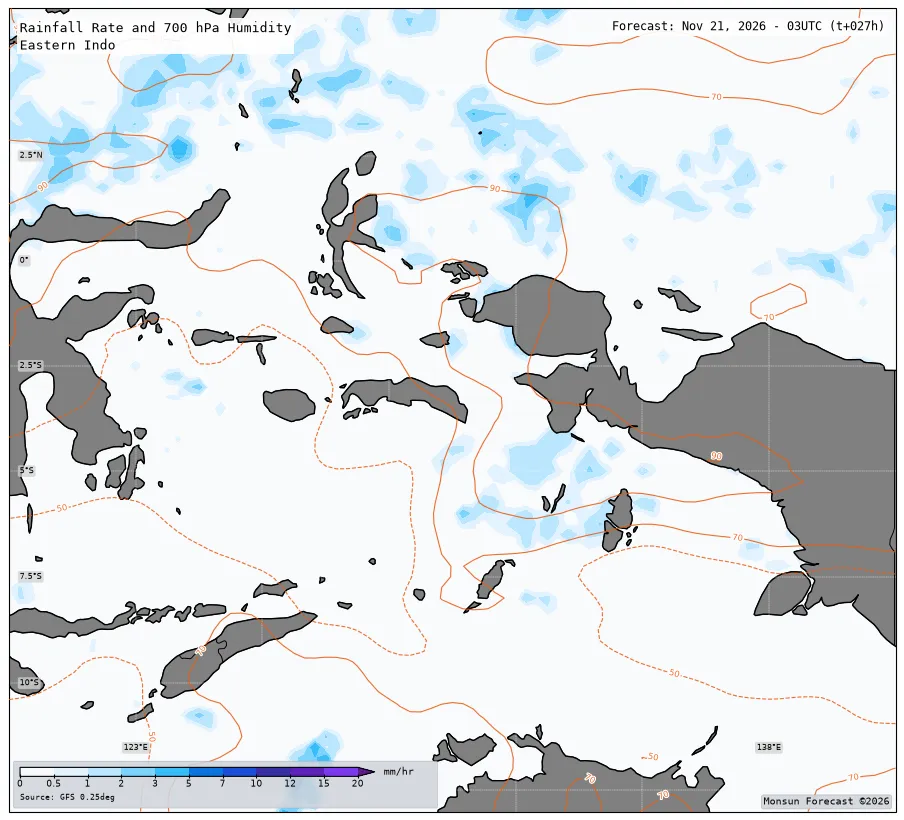 Rainfall Rate and 700 hPa Humidity
Eastern Indo
Forecast: Nov 21, 2026 - 03UTC (t+027h)
70
2.5°N
90
90
0°
70
2.5°S
90
5°S
50
70
7.5°S
70
50
10°S
50
123°E
138°E
50
70
70
70
mm/hr
0 0.5 1 2 3 5 7 10 12 15 20
Source: GFS 0.25deg
Monsun Forecast ©2026